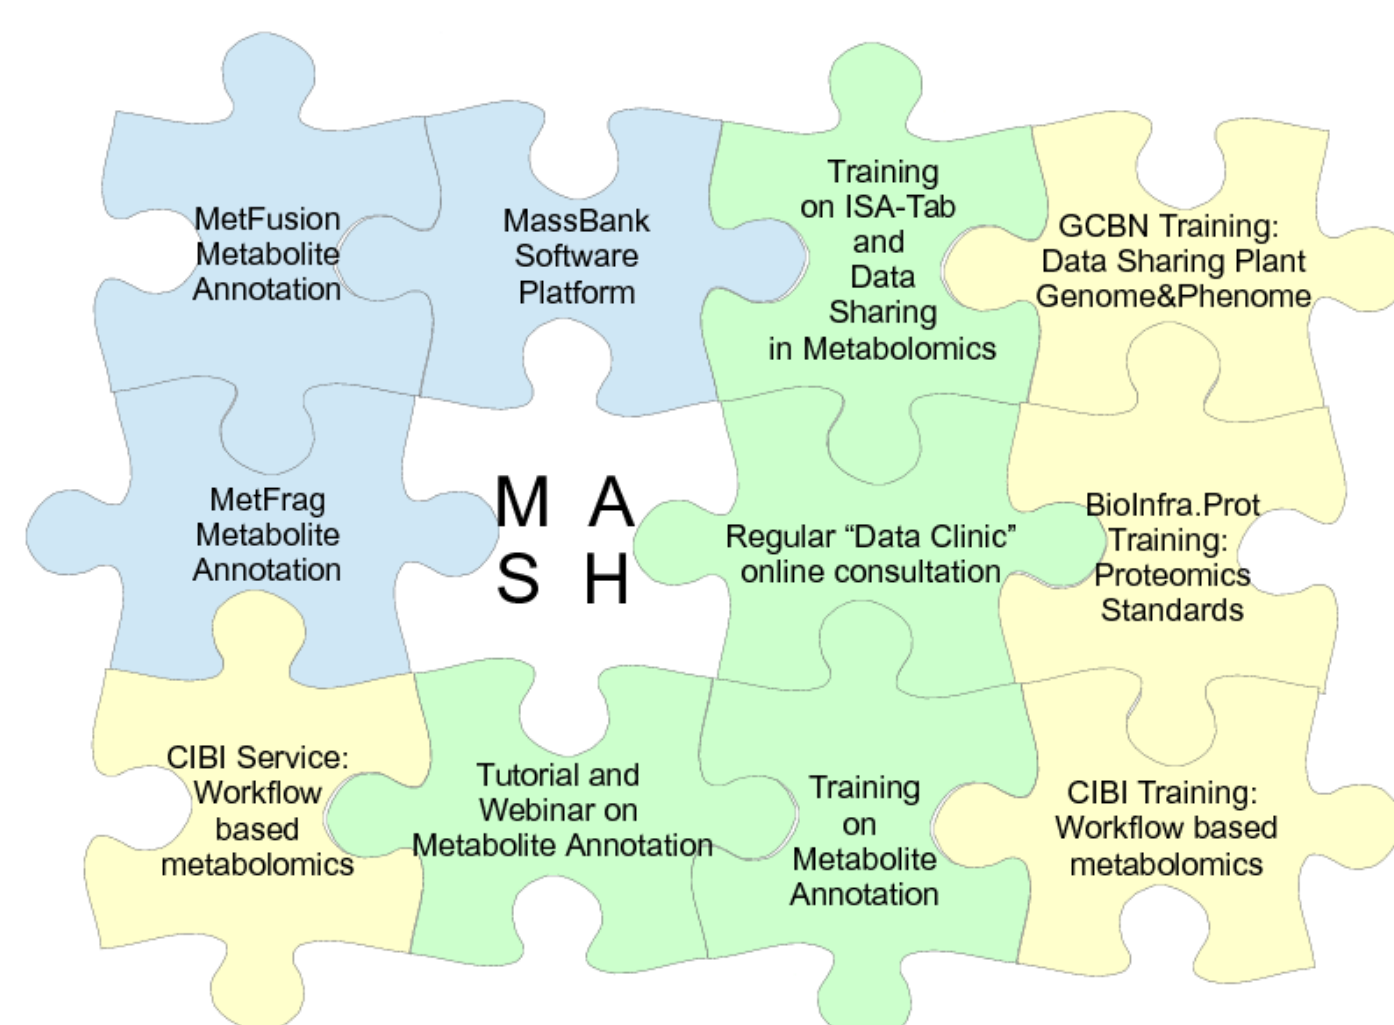 MetFusion
Metabolite
Annotation
MassBank
Software
Platform
Training
on ISA-Tab
and
Data
Sharing
in Metabolomics
GCBN Training:
Data Sharing Plant
Genome&Phenome
MetFrag
Metabolite
Annotation
M A
S H
Regular “Data Clinic”
online consultation
BioInfra.Prot
Training:
Proteomics
Standards
CIBI Service:
Workflow
based
metabolomics
Tutorial and
Webinar on
Metabolite Annotation
Training
on
Metabolite
Annotation
CIBI Training:
Workflow based
metabolomics